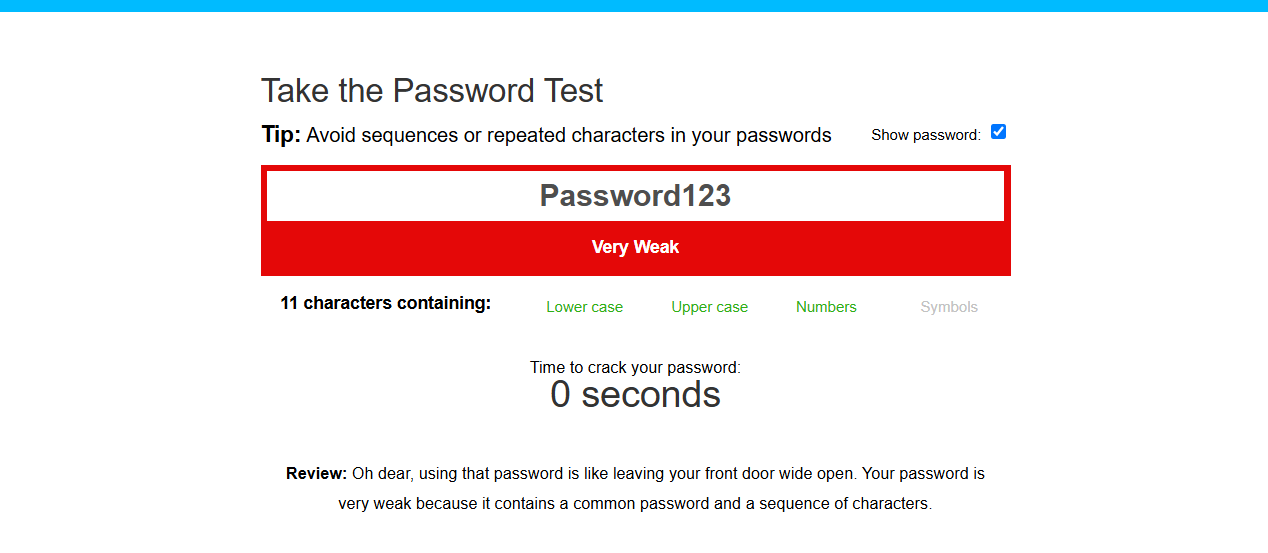 Take the Password Test
Tip: Avoid sequences or repeated characters in your passwords Show password:
Password123
Very Weak
11 characters containing: Lower case Upper case Numbers Symbols
Time to crack your password:
0 seconds
Review: Oh dear, using that password is like leaving your front door wide open. Your password is
very weak because it contains a common password and a sequence of characters.